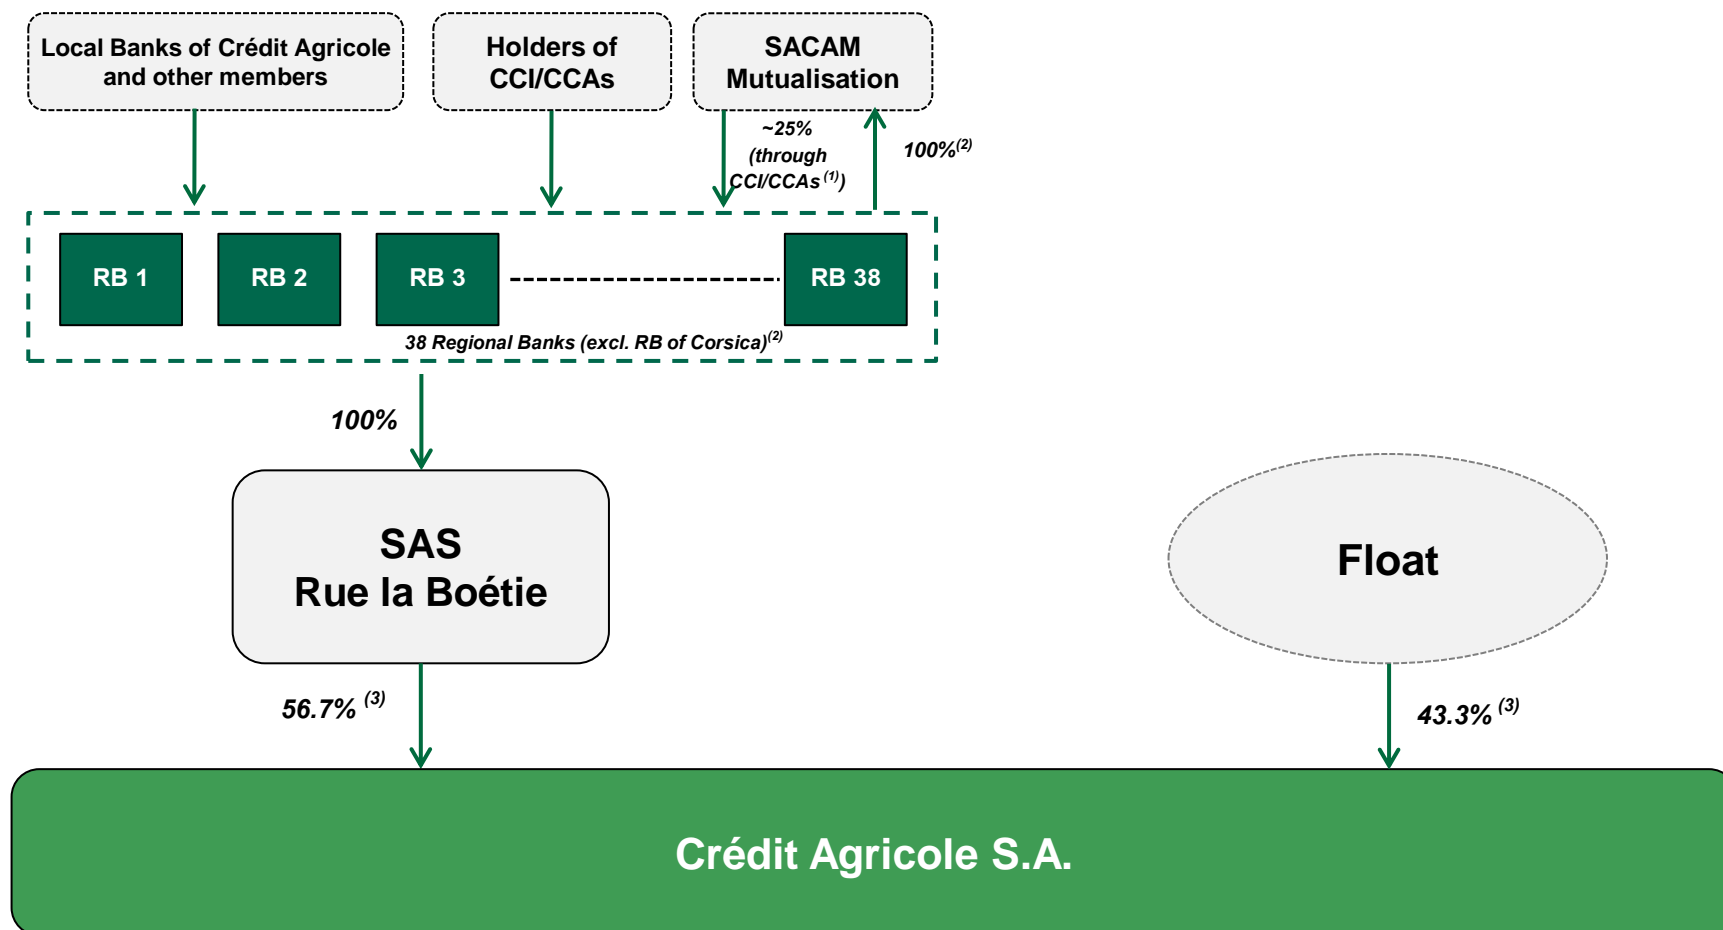 Local Banks of Crédit Agricole
and other members
Holders of
CCI/CCAs
SACAM
Mutualisation
~25%
(through
CCI/CCAs (1))
100%(2)
RB 1
RB 2
RB 3
RB 38
38 Regional Banks (excl. RB of Corsica)(2)
100%
SAS
Rue la Boétie
Float
56.7% (3)
43.3% (3)
Crédit Agricole S.A.